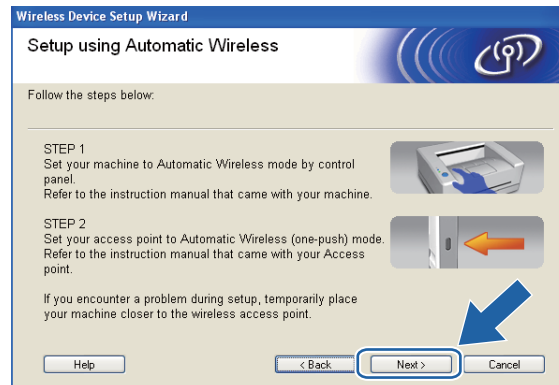 Wireless Device Setup Wizard
Setup using Automatic Wireless
Follow the steps below:
STEP 1
Set your machine to Automatic Wireless mode by control
panel.
Refer to the instruction manual that came with your machine.
STEP 2
Set your access point to Automatic Wireless (one-push) mode.
Refer to the instruction manual that came with your Access
point.
If you encounter a problem during setup, temporarily place
your machine closer to the wireless access point.
Help
< Back
Next >
Cancel